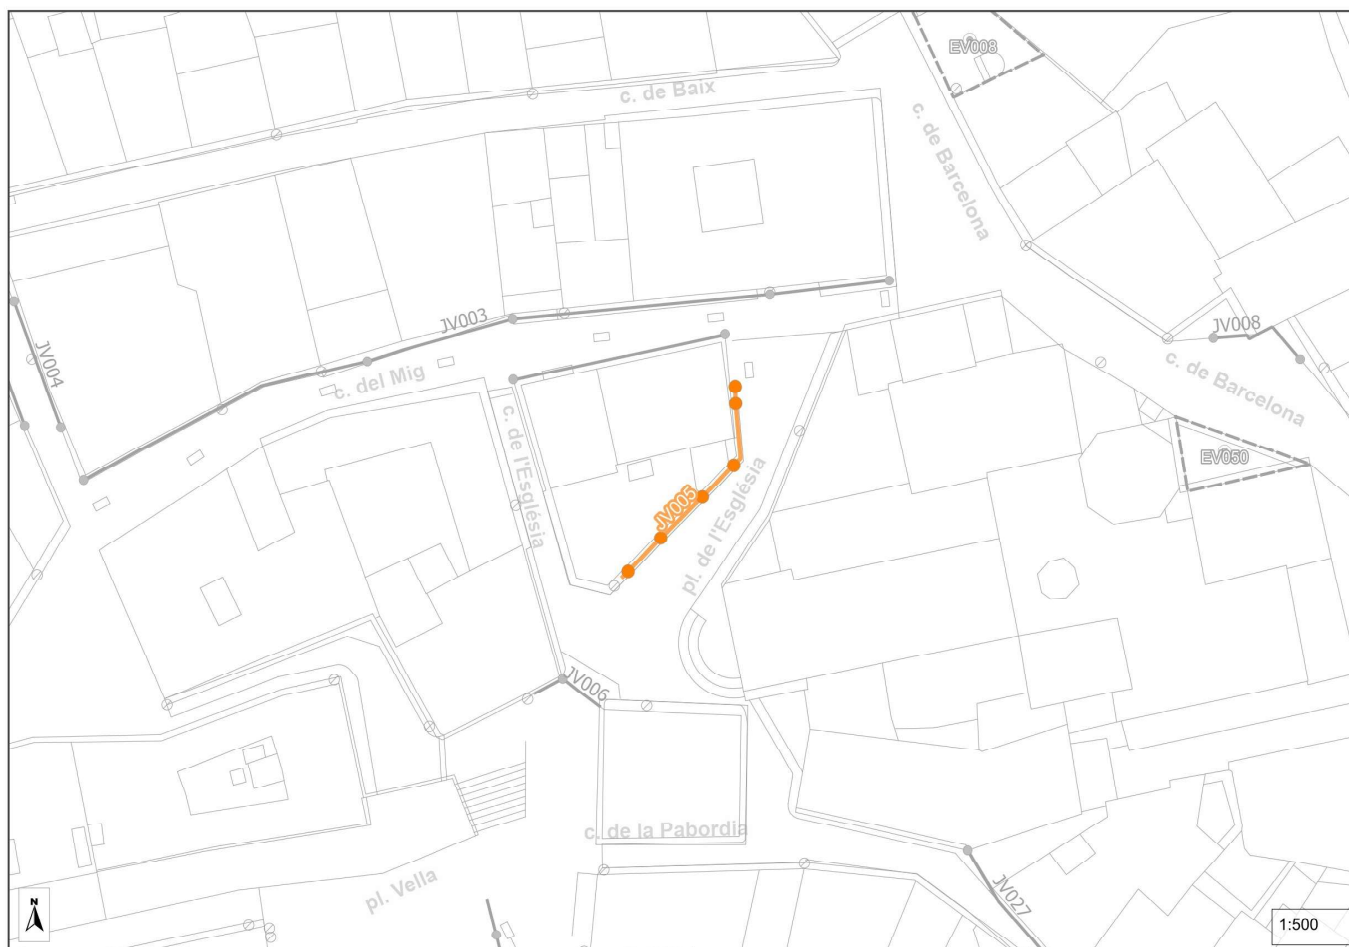 EV008
c. de Baix
c. de Barcelona
JV003
JV008
JV004
c. del Mig
c. de Barcelona
c. de l'Església
EV050
JV005
pl. de l'Església
JV006
c. de la Pabordia
pl. Vella
JV027
N
1:500